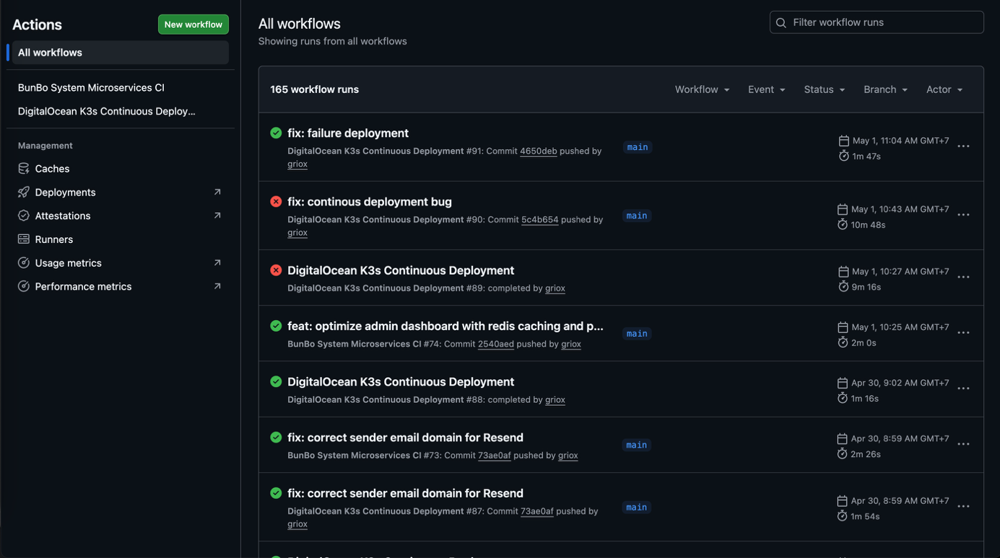 Actions
New workflow
All workflows
BunBo System Microservices CI
DigitalOcean K3s Continuous Deploy...
Management
Caches
Deployments
Attestations
Runners
Usage metrics
Performance metrics
All workflows
Showing runs from all workflows
Filter workflow runs
165 workflow runs
Workflow
Event
Status
Branch
Actor
fix: failure deployment
DigitalOcean K3s Continuous Deployment #91: Commit 4650deb pushed by
griox
main
May 1, 11:04 AM GMT+7
1m 47s
fix: continous deployment bug
DigitalOcean K3s Continuous Deployment #90: Commit 5c4b654 pushed by
griox
main
May 1, 10:43 AM GMT+7
10m 48s
DigitalOcean K3s Continuous Deployment
DigitalOcean K3s Continuous Deployment #89: completed by griox
May 1, 10:27 AM GMT+7
9m 16s
feat: optimize admin dashboard with redis caching and p...
BunBo System Microservices CI #74: Commit 2540aed pushed by griox
main
May 1, 10:25 AM GMT+7
2m 0s
DigitalOcean K3s Continuous Deployment
DigitalOcean K3s Continuous Deployment #88: completed by griox
Apr 30, 9:02 AM GMT+7
1m 16s
fix: correct sender email domain for Resend
BunBo System Microservices CI #73: Commit 73ae0af pushed by griox
main
Apr 30, 8:59 AM GMT+7
2m 26s
fix: correct sender email domain for Resend
DigitalOcean K3s Continuous Deployment #87: Commit 73ae0af pushed by
griox
main
Apr 30, 8:59 AM GMT+7
1m 54s